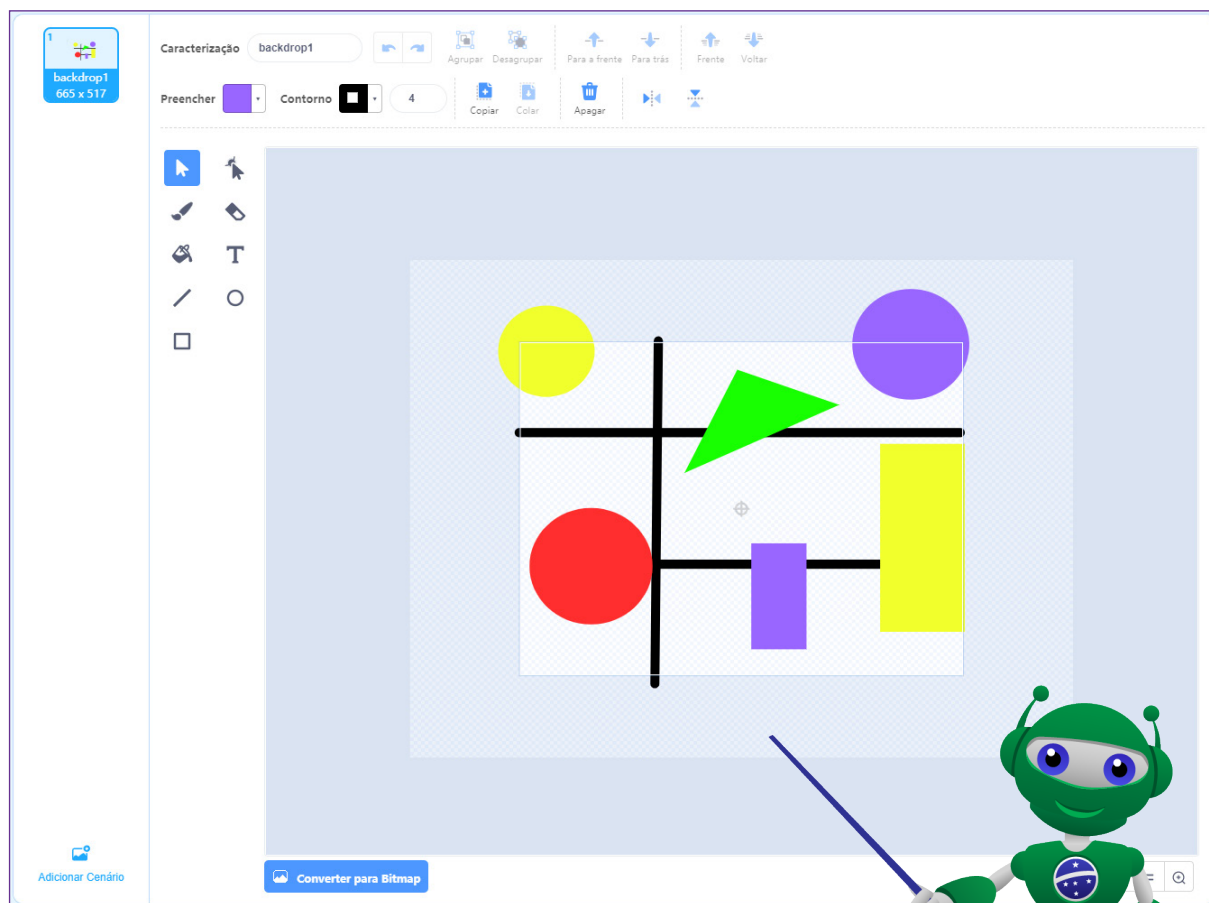 1
backdrop1
665 x 517
Caracterização
backdrop1
Agrupar
Desagrupar
Para a frente
Para trás
Frente
Voltar
Preencher
Contorno
4
Copiar
Colar
Apagar
Adicionar Cenário
Converter para Bitmap